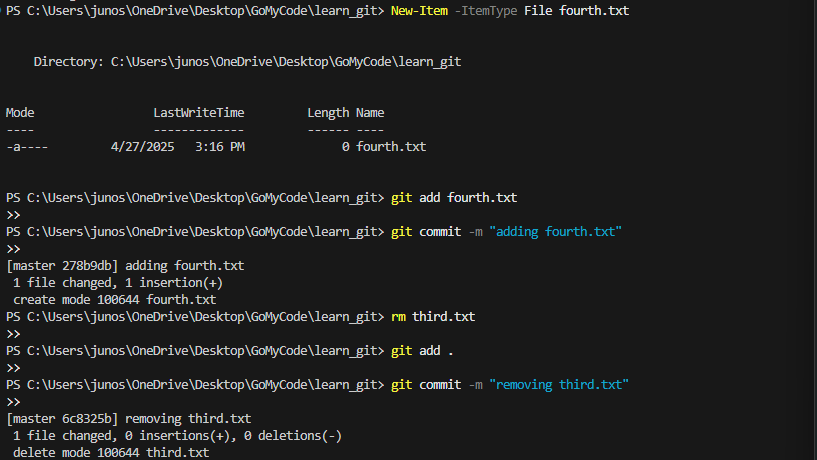 PS C:\Users\junos\OneDrive\Desktop\GoMyCode\learn_git> New-Item -ItemType File fourth.txt
Directory: C:\Users\junos\OneDrive\Desktop\GoMyCode\learn_git
Mode                 LastWriteTime         Length Name
----                 -------------         ------ ----
-a----         4/27/2025   3:16 PM              0 fourth.txt
PS C:\Users\junos\OneDrive\Desktop\GoMyCode\learn_git> git add fourth.txt
>>
PS C:\Users\junos\OneDrive\Desktop\GoMyCode\learn_git> git commit -m "adding fourth.txt"
>>
[master 278b9db] adding fourth.txt
1 file changed, 1 insertion(+)
create mode 100644 fourth.txt
PS C:\Users\junos\OneDrive\Desktop\GoMyCode\learn_git> rm third.txt
>>
PS C:\Users\junos\OneDrive\Desktop\GoMyCode\learn_git> git add .
>>
PS C:\Users\junos\OneDrive\Desktop\GoMyCode\learn_git> git commit -m "removing third.txt"
>>
[master 6c8325b] removing third.txt
1 file changed, 0 insertions(+), 0 deletions(-)
delete mode 100644 third.txt